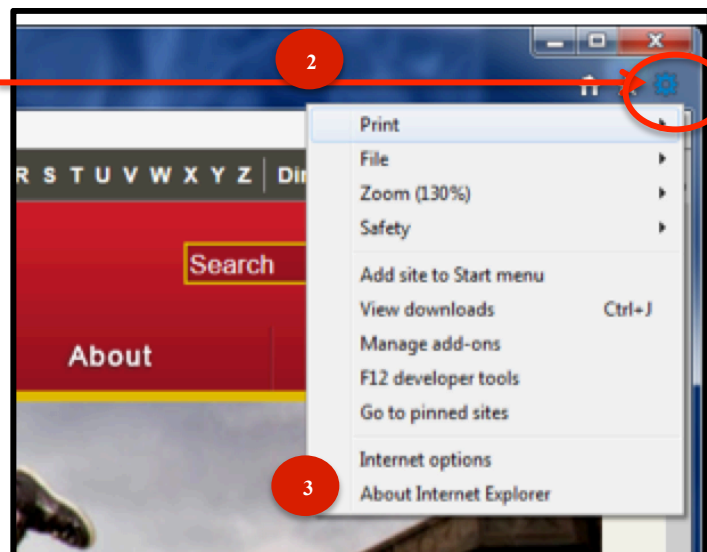 2
Print
File
R S T U V W X Y Z Dir
Zoom (130%)
Safety
Search
Add site to Start menu
View downloads Ctrl+J
Manage add-ons
About
F12 developer tools
Go to pinned sites
Internet options
3
About Internet Explorer